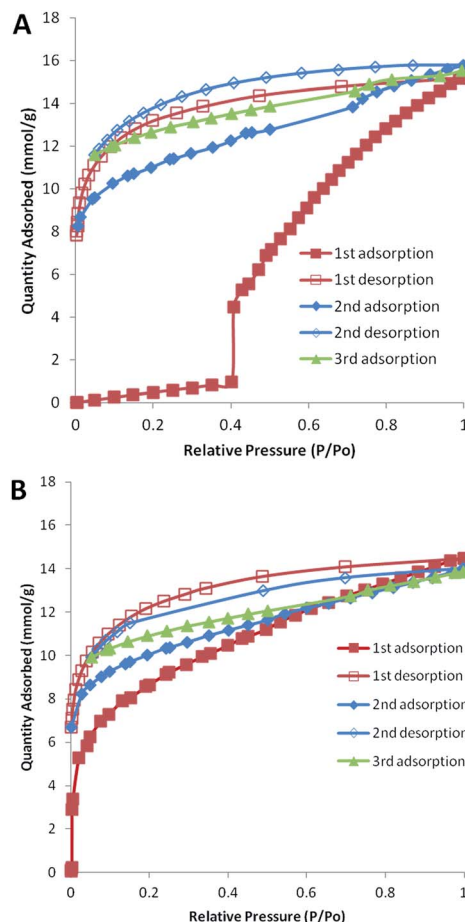 A
Quantity Adsorbed (mmol/g)
18
16
14
12
10
8
6
4
2
0
1st adsorption
1st desorption
2nd adsorption
2nd desorption
3rd adsorption
0
0.2
0.4
0.6
0.8
1
Relative Pressure (P/Po)
B
Quantity Adsorbed (mmol/g)
18
16
14
12
10
8
6
4
2
0
1st adsorption
1st desorption
2nd adsorption
2nd desorption
3rd adsorption
0
0.2
0.4
0.6
0.8
1
Relative Pressure (P/Po)